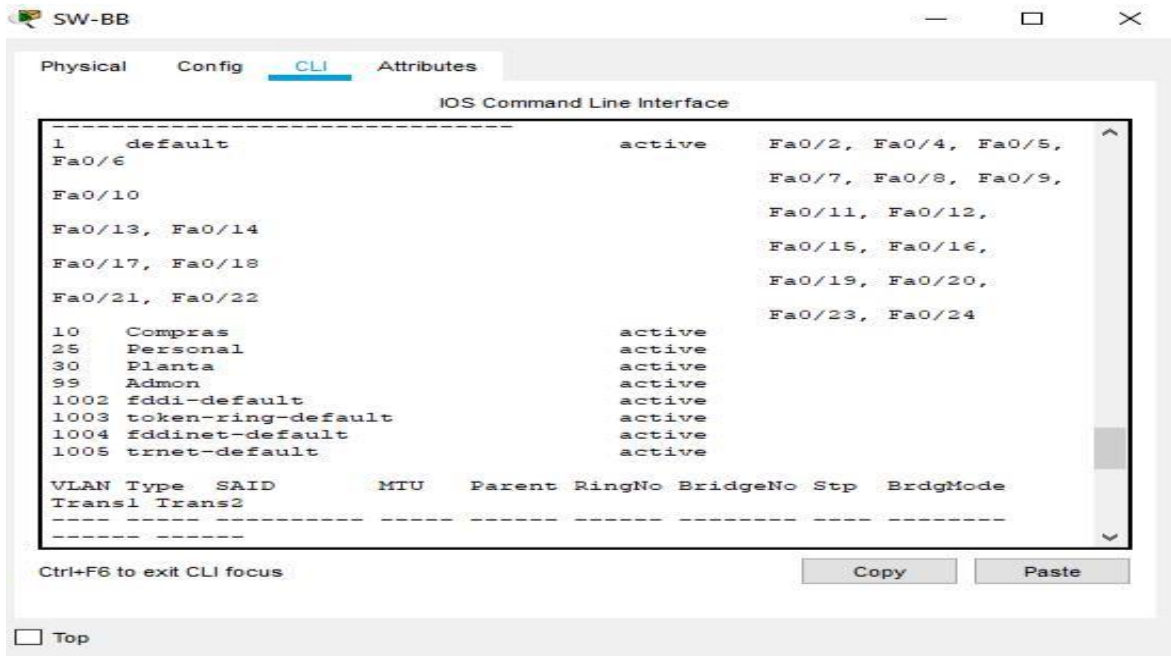 SW-BB
Physical Config CLI Attributes
IOS Command Line Interface
--------------------------------
1 default active Fa0/2, Fa0/4, Fa0/5,
Fa0/6
Fa0/7, Fa0/8, Fa0/9,
Fa0/10
Fa0/11, Fa0/12,
Fa0/13, Fa0/14
Fa0/15, Fa0/16,
Fa0/17, Fa0/18
Fa0/19, Fa0/20,
Fa0/21, Fa0/22
Fa0/23, Fa0/24
10 Compras active
25 Personal active
30 Planta active
99 Admon active
1002 fddi-default active
1003 token-ring-default active
1004 fddinet-default active
1005 trnet-default active
VLAN Type SAID MTU Parent RingNo BridgeNo Stp BrdgMode
Trans1 Trans2
---- ----- ---------- ----- ------ ------ -------- ---- --------
------ ------
Ctrl+F6 to exit CLI focus
Copy Paste
Top